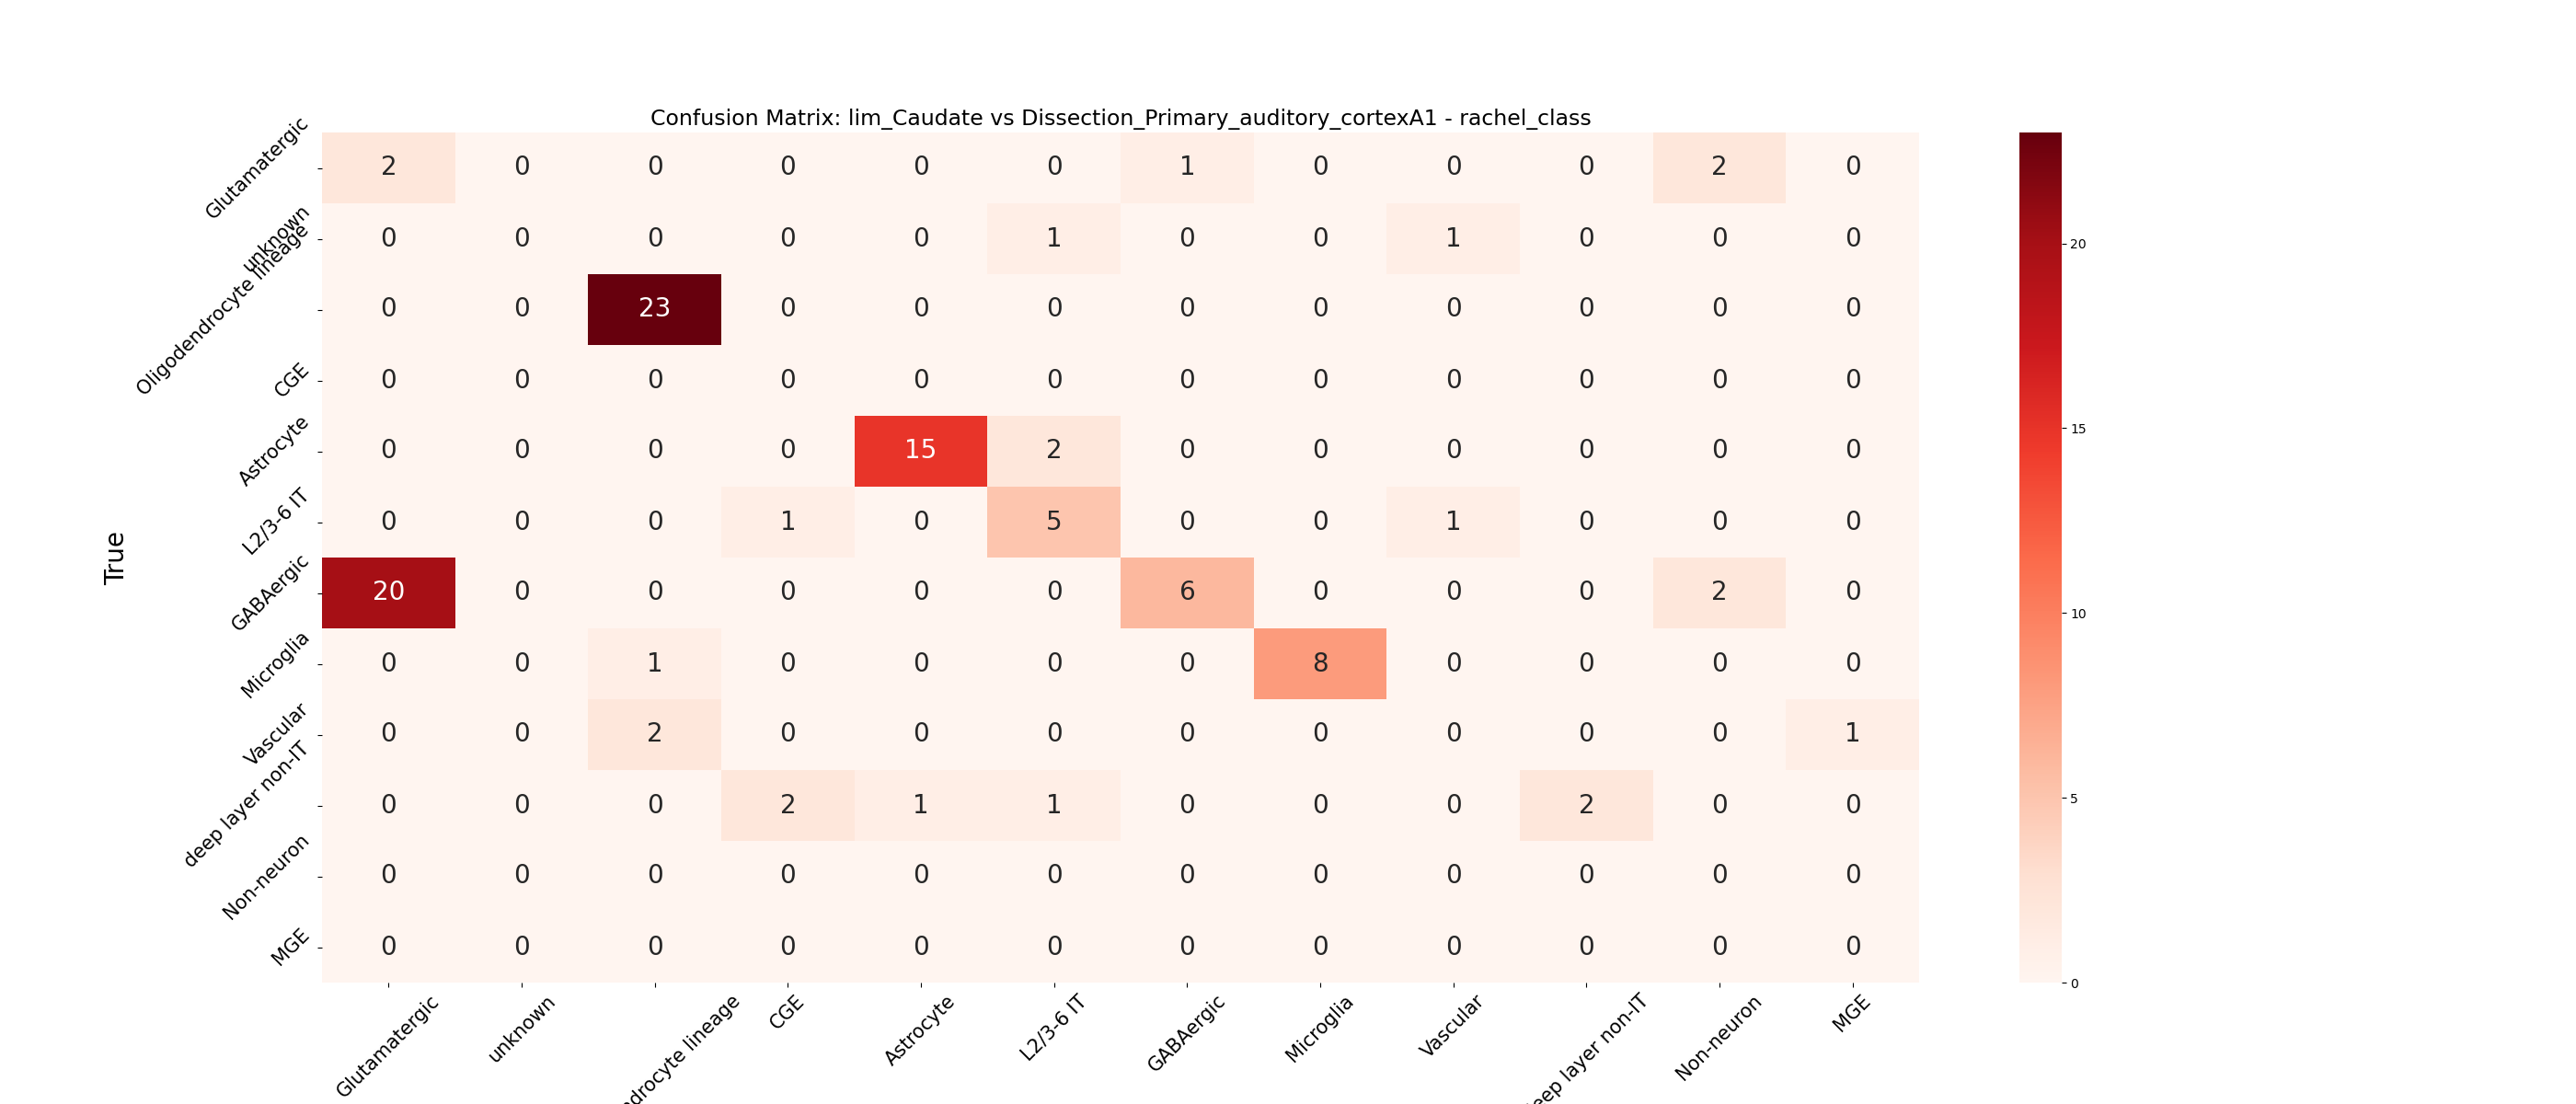 Confusion Matrix: lim_Caudate vs Dissection_Primary_auditory_cortexA1 - rachel_class
True
Glutamatergic 2 0 0 0 0 0 1 0 0 0 2 0
unknown 0 0 0 0 0 1 0 0 1 0 0 0
Oligodendrocyte lineage 0 0 23 0 0 0 0 0 0 0 0 0
CGE 0 0 0 0 0 0 0 0 0 0 0 0
Astrocyte 0 0 0 0 15 2 0 0 0 0 0 0
L2/3-6 IT 0 0 0 1 0 5 0 0 1 0 0 0
GABAergic 20 0 0 0 0 0 6 0 0 0 2 0
Microglia 0 0 1 0 0 0 0 8 0 0 0 0
Vascular 0 0 2 0 0 0 0 0 0 0 0 1
deep layer non-IT 0 0 0 2 1 1 0 0 0 2 0 0
Non-neuron 0 0 0 0 0 0 0 0 0 0 0 0
MGE 0 0 0 0 0 0 0 0 0 0 0 0
Glutamatergic unknown lineage CGE Astrocyte L2/3-6 IT GABAergic Microglia Vascular layer non-IT Non-neuron MGE
20
15
10
5
0